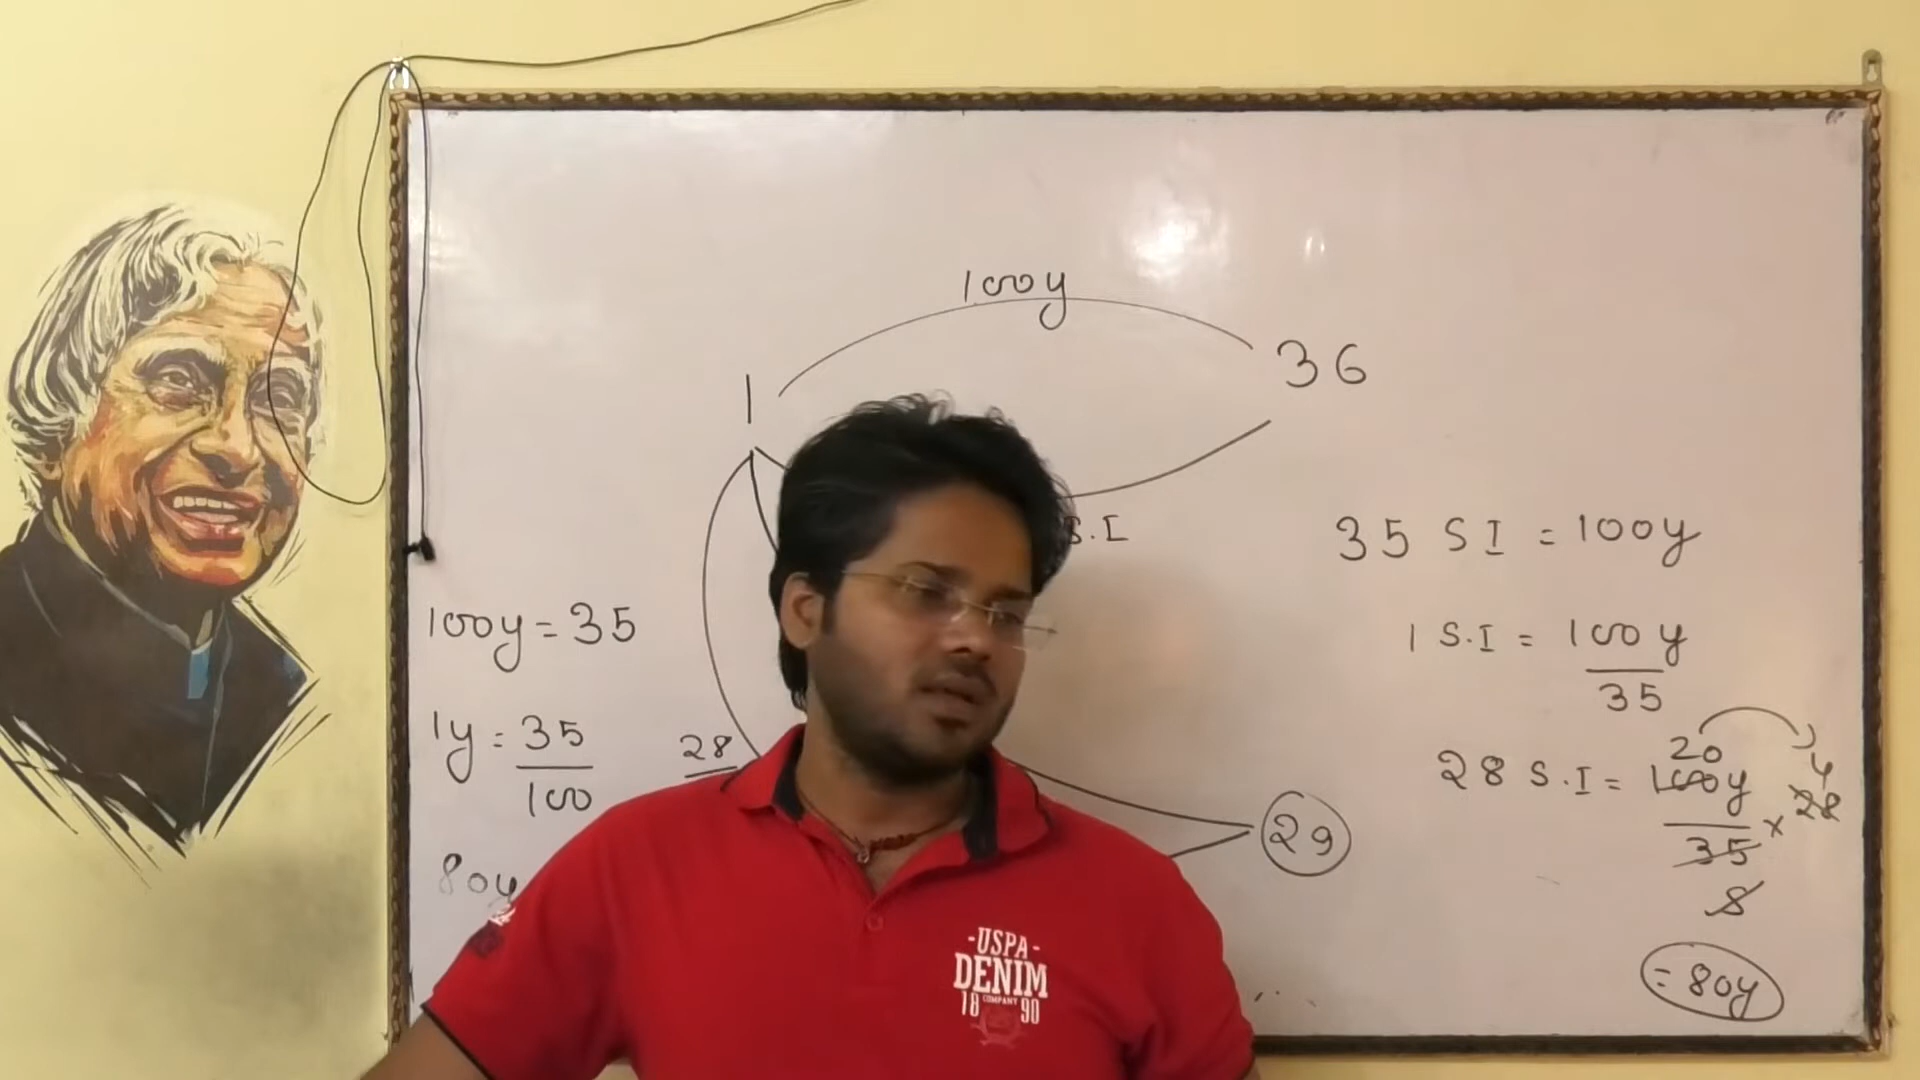 100y
1
36
S.I
35 S I = 100y
100y = 35
1 S.I = 100y
35
1y = 35
100
28
20
4
28 S.I = 100y
x 28
35
29
80y
8
= 80y
-USPA-
DENIM
18 COMPANY 90